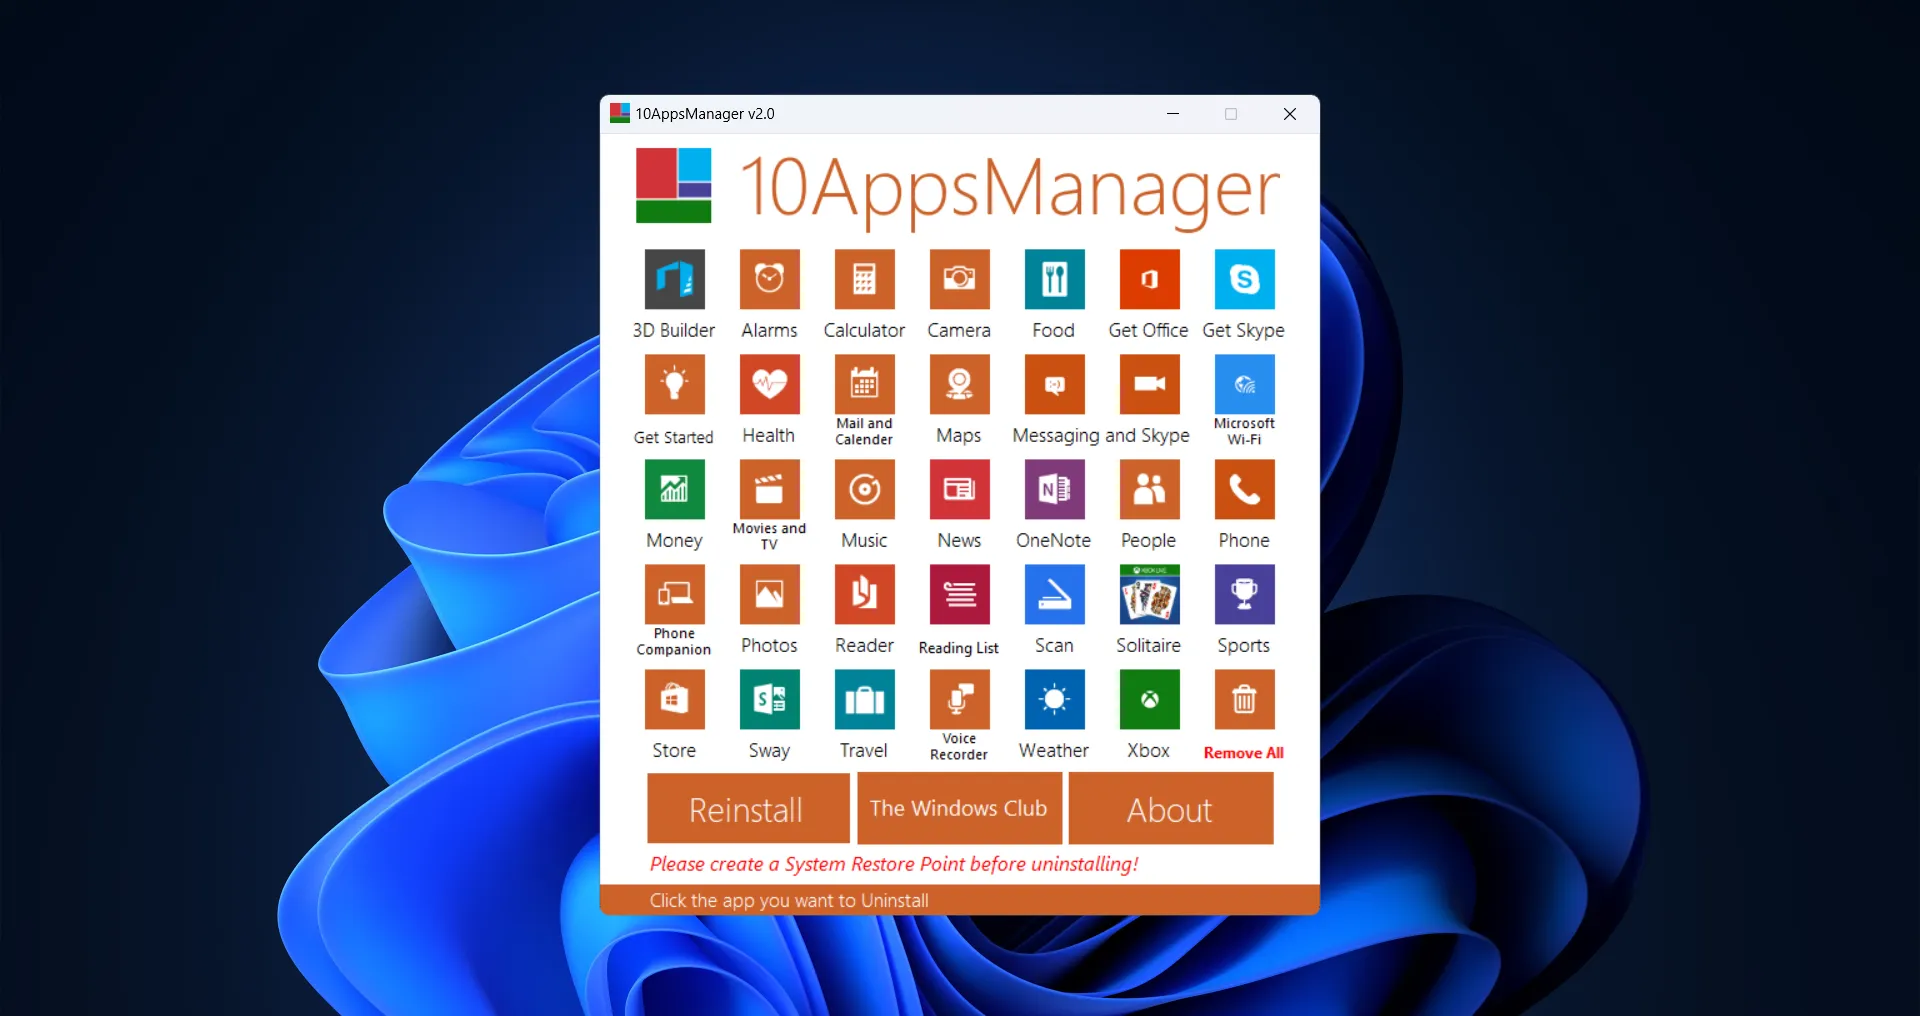 10AppsManager v2.0
10AppsManager
3D Builder Alarms Calculator Camera Food Get Office Get Skype
Get Started Health Mail and Calender Maps Messaging and Skype Microsoft Wi-Fi
N
Money Movies and TV Music News OneNote People Phone
XBOX LIVE
Phone Companion Photos Reader Reading List Scan Solitaire Sports
S
Store Sway Travel Voice Recorder Weather Xbox Remove All
Reinstall The Windows Club About
Please create a System Restore Point before uninstalling!
Click the app you want to Uninstall